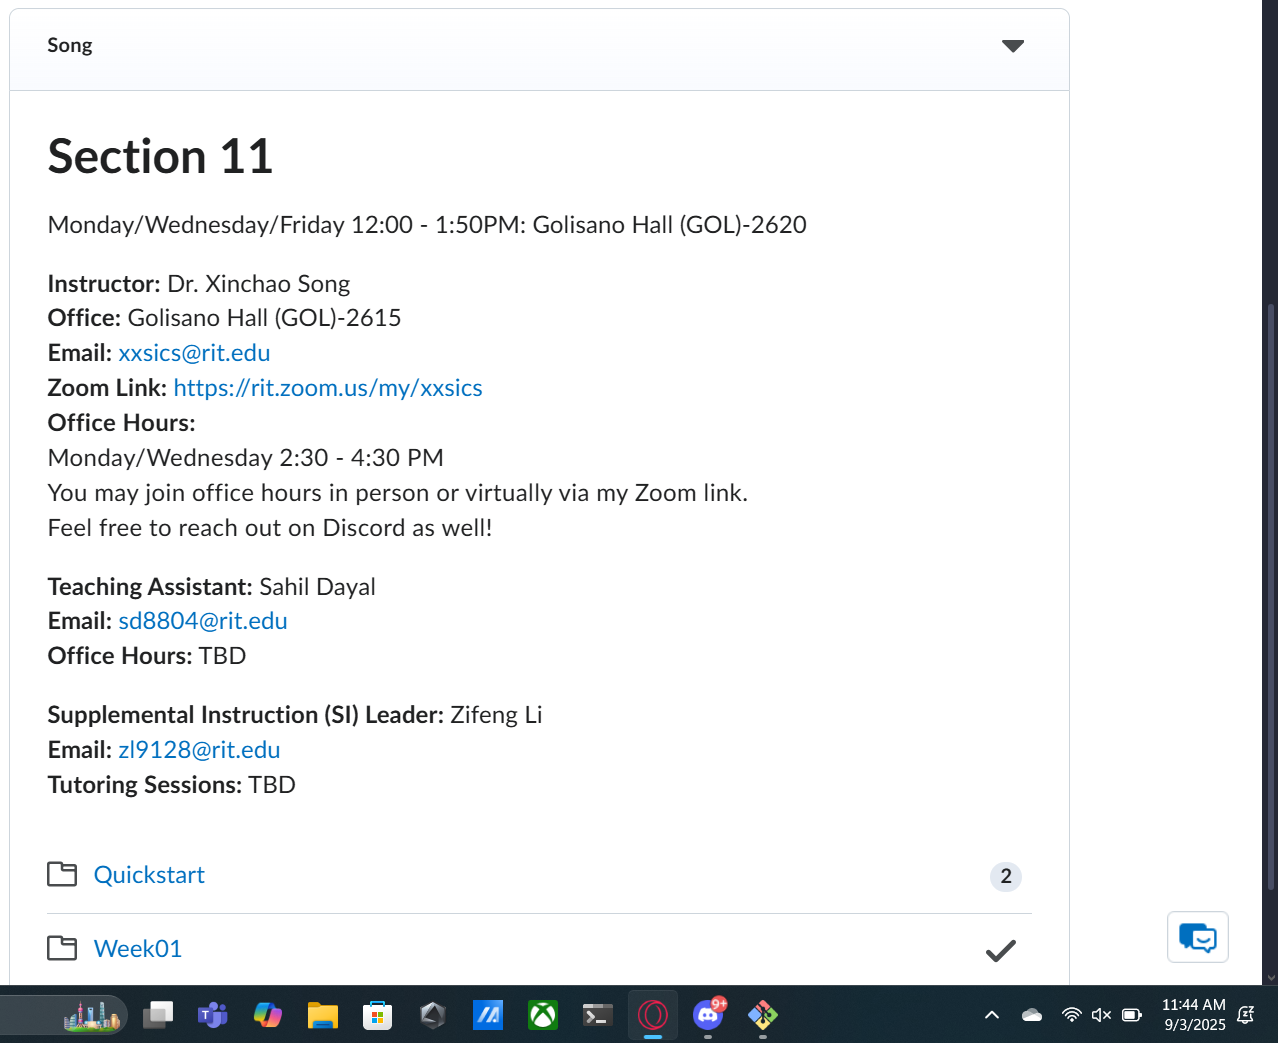 Song
Section 11
Monday/Wednesday/Friday 12:00 - 1:50PM: Golisano Hall (GOL)-2620
Instructor: Dr. Xinchao Song
Office: Golisano Hall (GOL)-2615
Email: xxsics@rit.edu
Zoom Link: https://rit.zoom.us/my/xxsics
Office Hours:
Monday/Wednesday 2:30 - 4:30 PM
You may join office hours in person or virtually via my Zoom link.
Feel free to reach out on Discord as well!
Teaching Assistant: Sahil Dayal
Email: sd8804@rit.edu
Office Hours: TBD
Supplemental Instruction (SI) Leader: Zifeng Li
Email: zl9128@rit.edu
Tutoring Sessions: TBD
Quickstart 2
Week01
9+
11:44 AM
9/3/2025